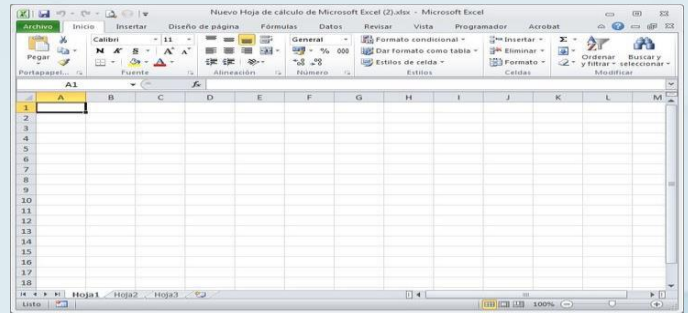 Nuevo Hoja de cálculo de Microsoft Excel (2).xlsx - Microsoft Excel
Archivo Inicio Insertar Diseño de página Fórmulas Datos Revisar Vista Programador Acrobat
Calibri 11 General Formato condicional Insertar Σ
Pegar N K S A A % 000 Dar formato como tabla Eliminar Ordenar y filtrar Buscar y seleccionar
A Estilos de celda Formato
Portapapel... Fuente Alineación Número Estilos Celdas Modificar
A1 fx
A B C D E F G H I J K L M
1
2
3
4
5
6
7
8
9
10
11
12
13
14
15
16
17
18
Hoja1 Hoja2 Hoja3
Listo 100%